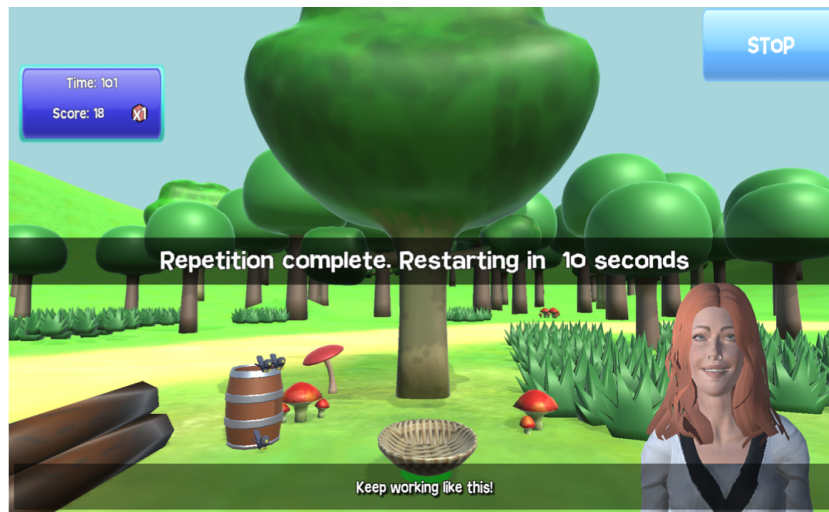 Time: 101
Score: 18 x1
STOP
Repetition complete. Restarting in 10 seconds
Keep working like this!